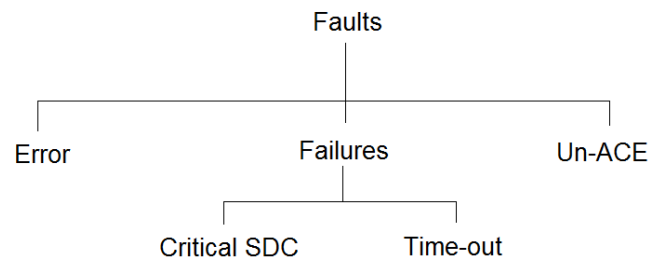 Faults
Error
Failures
Un-ACE
Critical SDC
Time-out